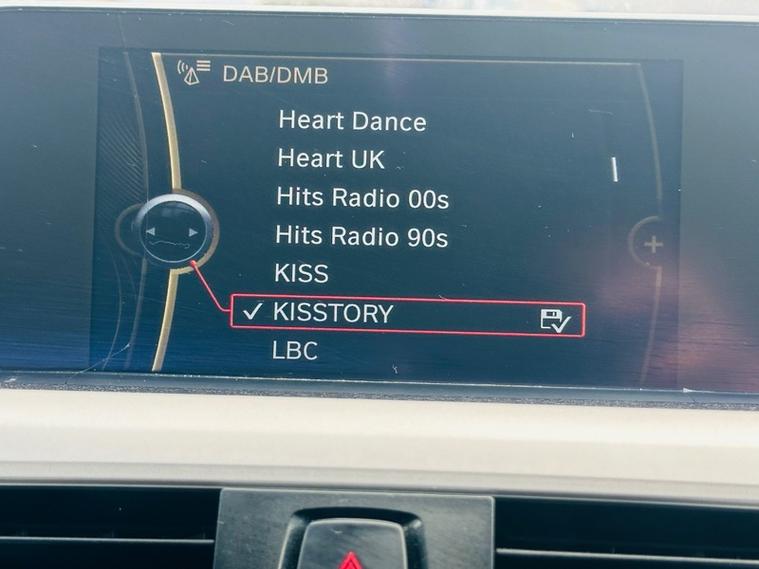 DAB/DMB
Heart Dance
Heart UK
Hits Radio 00s
Hits Radio 90s
KISS
KISSTORY
LBC